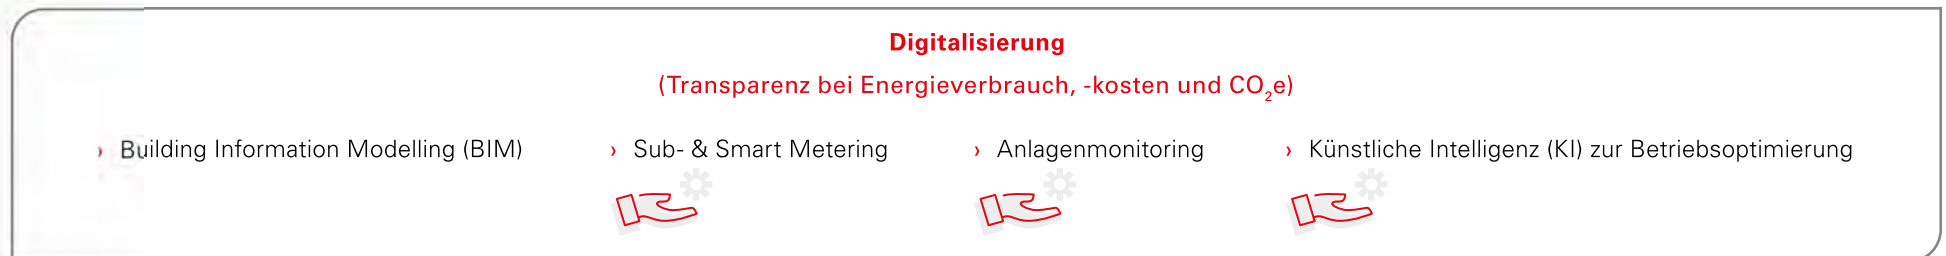 Digitalisierung
(Transparenz bei Energieverbrauch, -kosten und CO₂e)
› Building Information Modelling (BIM) › Sub- & Smart Metering › Anlagenmonitoring › Künstliche Intelligenz (KI) zur Betriebsoptimierung